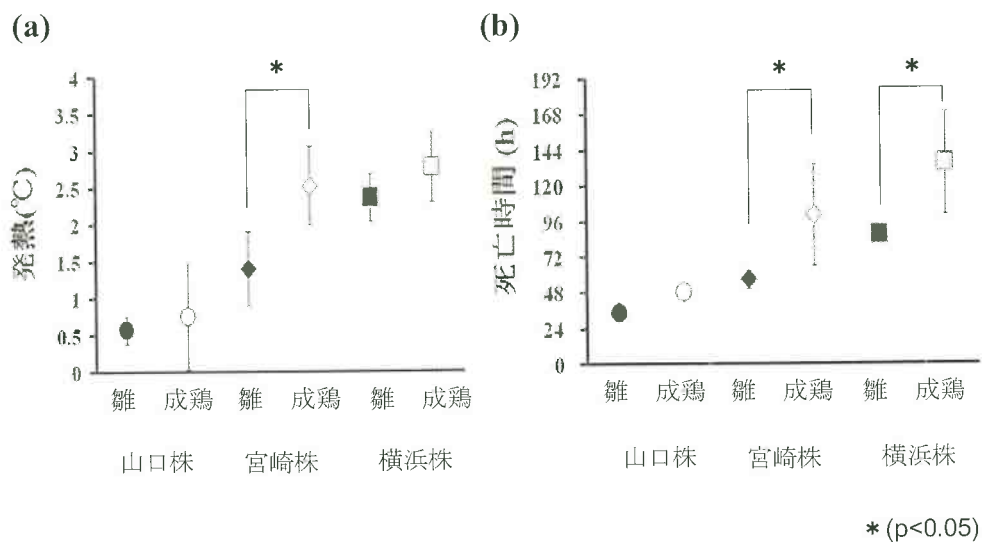 (a)
*
4
3.5
3
2.5
2
1.5
1
0.5
0
発熱(℃)
雛 成鶏 雛 成鶏 雛 成鶏
山口株 宮崎株 横浜株
(b)
* *
192
168
144
120
96
72
48
24
0
死亡時間(h)
雛 成鶏 雛 成鶏 雛 成鶏
山口株 宮崎株 横浜株
* (p<0.05)